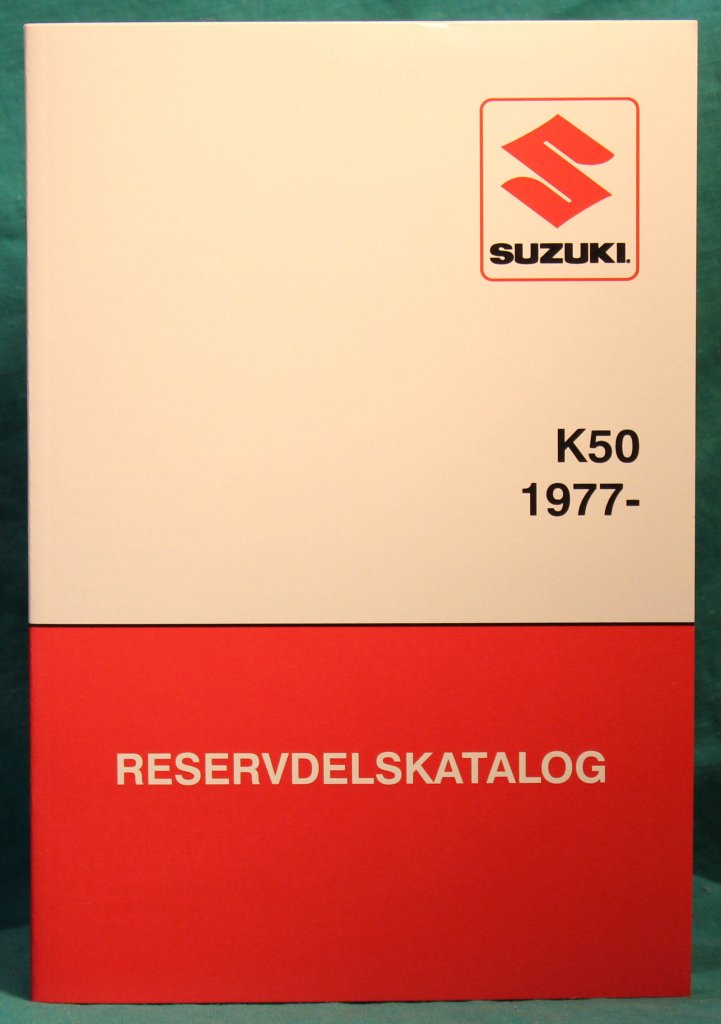 SUZUKI.
K50
1977-
RESERVDELSKATALOG